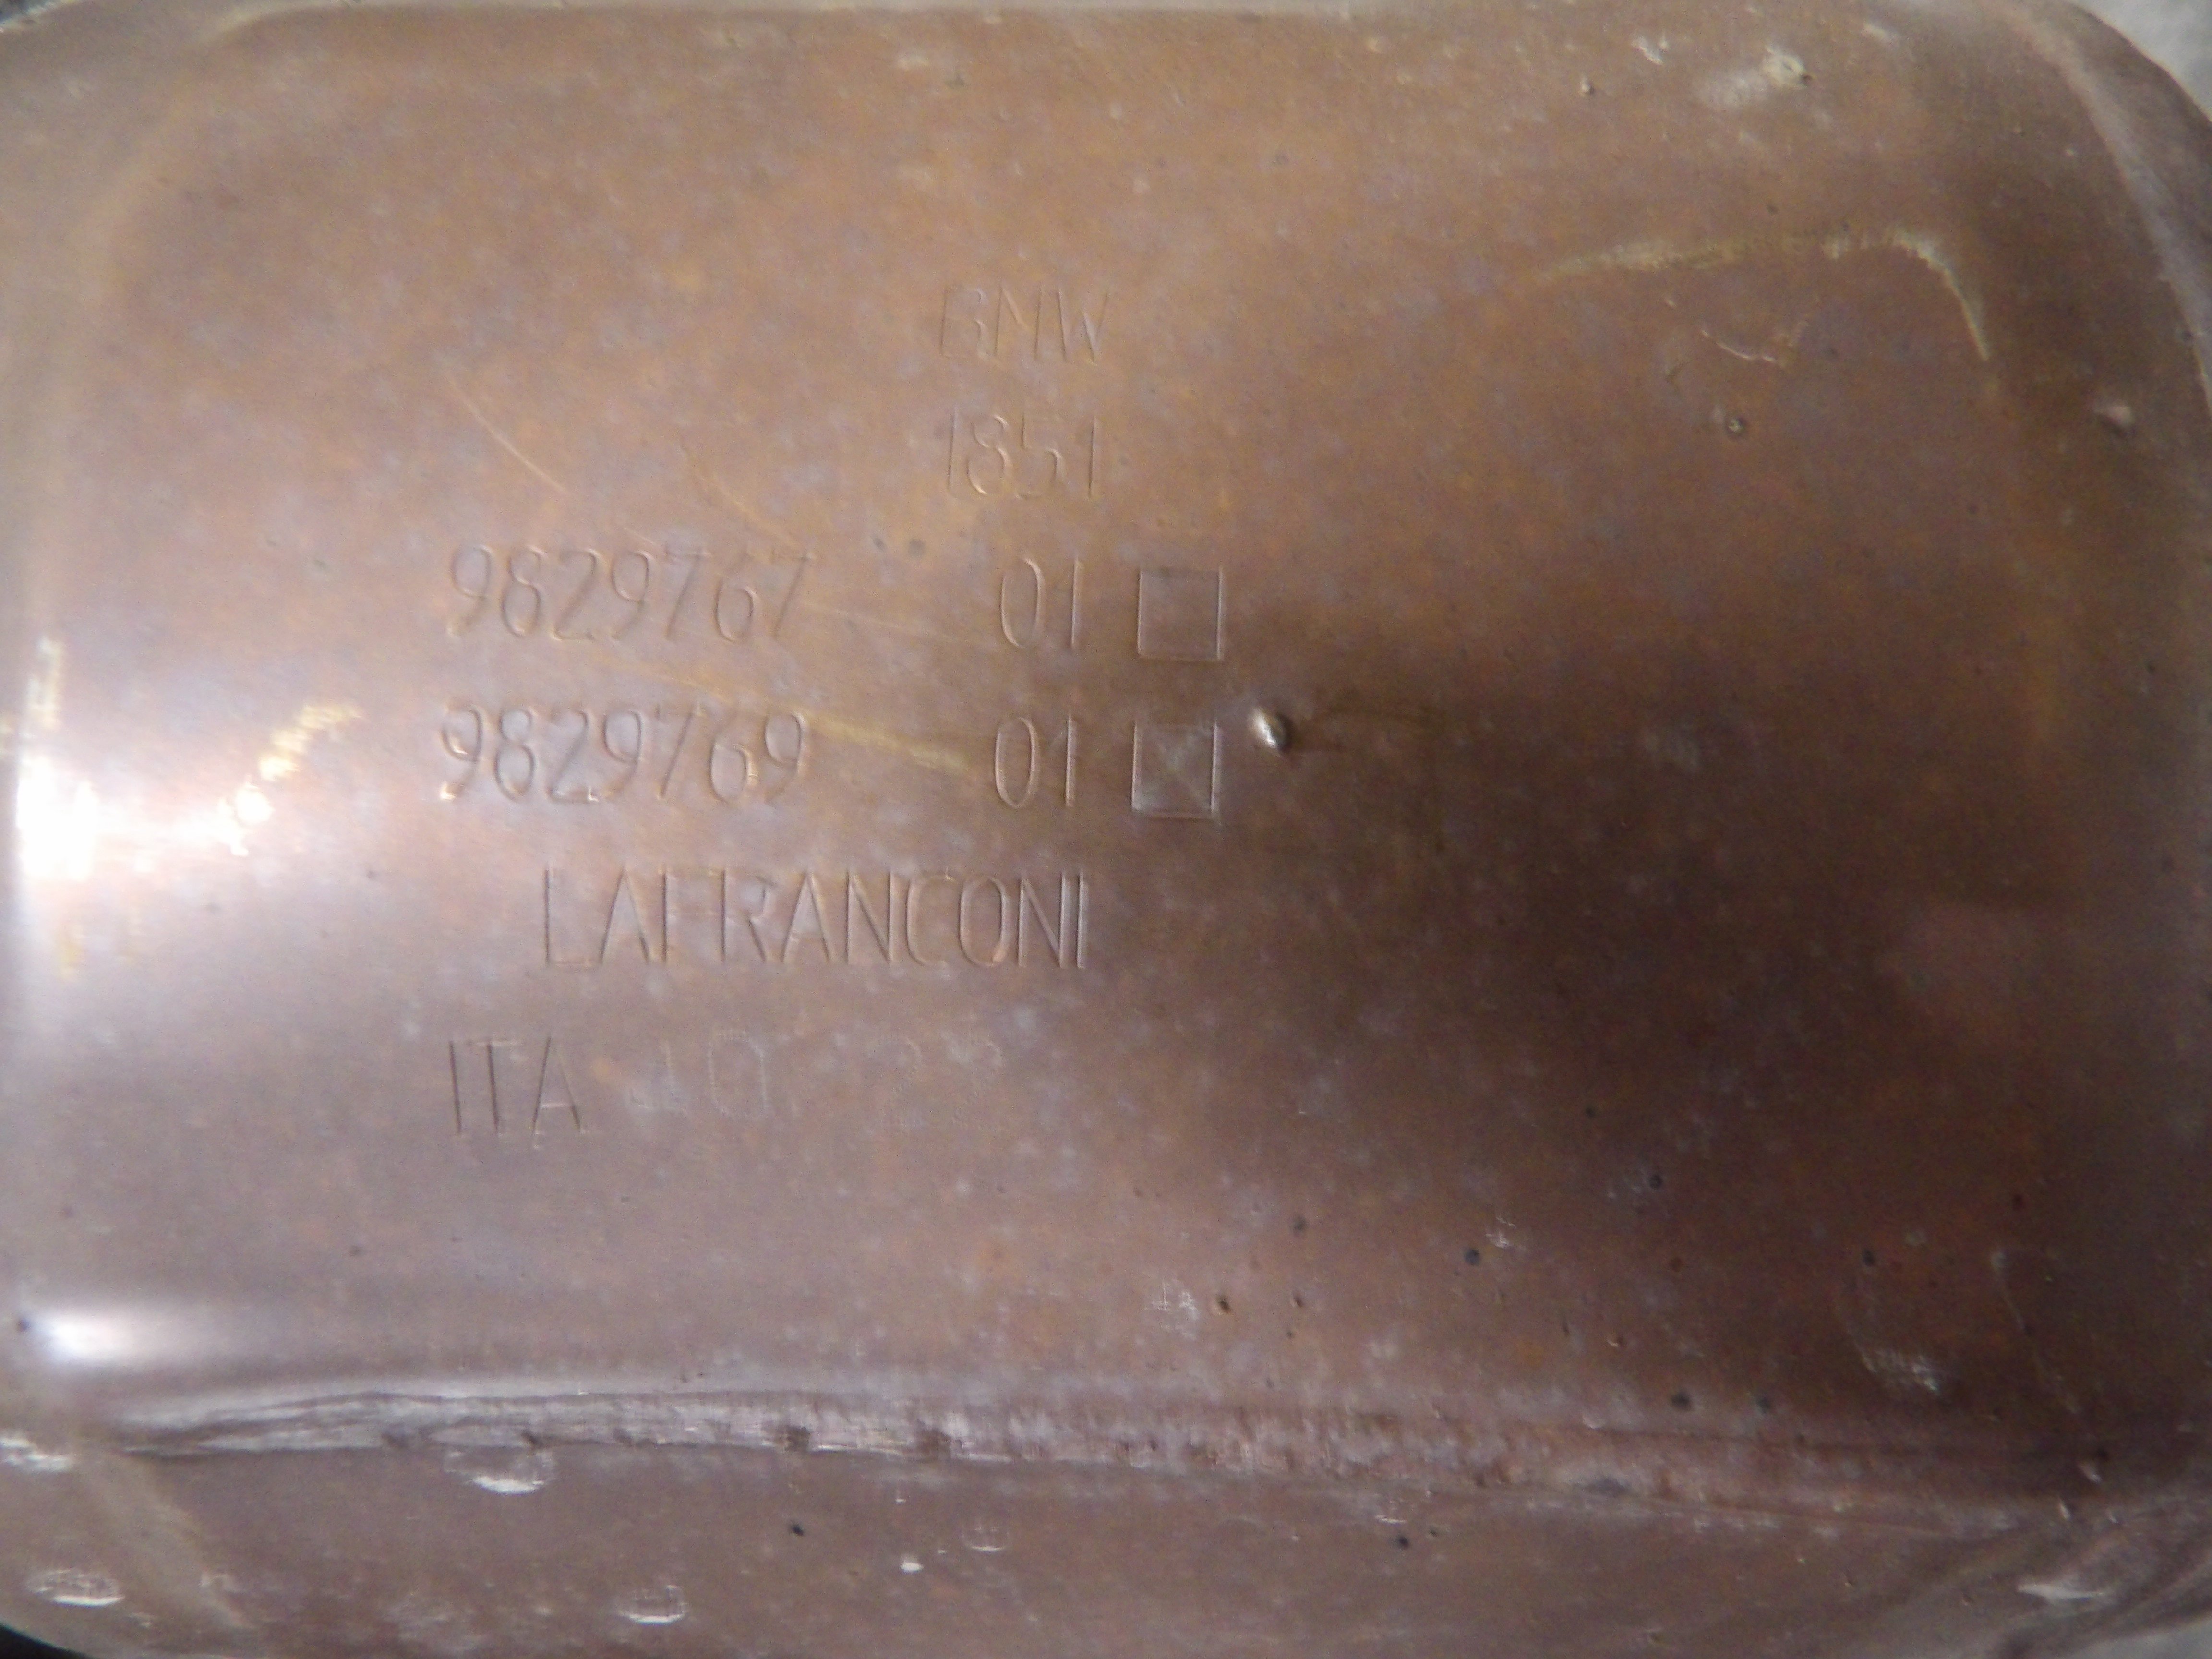 BMW
1851
9829767 01 □
9829769 01 □
LAFRANCONI
ITA